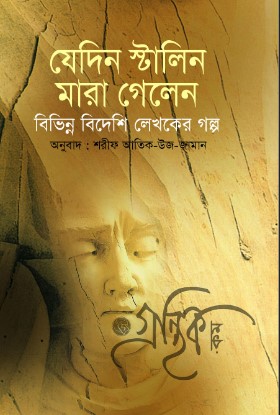 যেদিন স্টালিন
মারা গেলেন
বিভিন্ন বিদেশি লেখকের গল্প
অনুবাদ : শরীফ আতিক-উজ-জামান
গ্রন্থিক